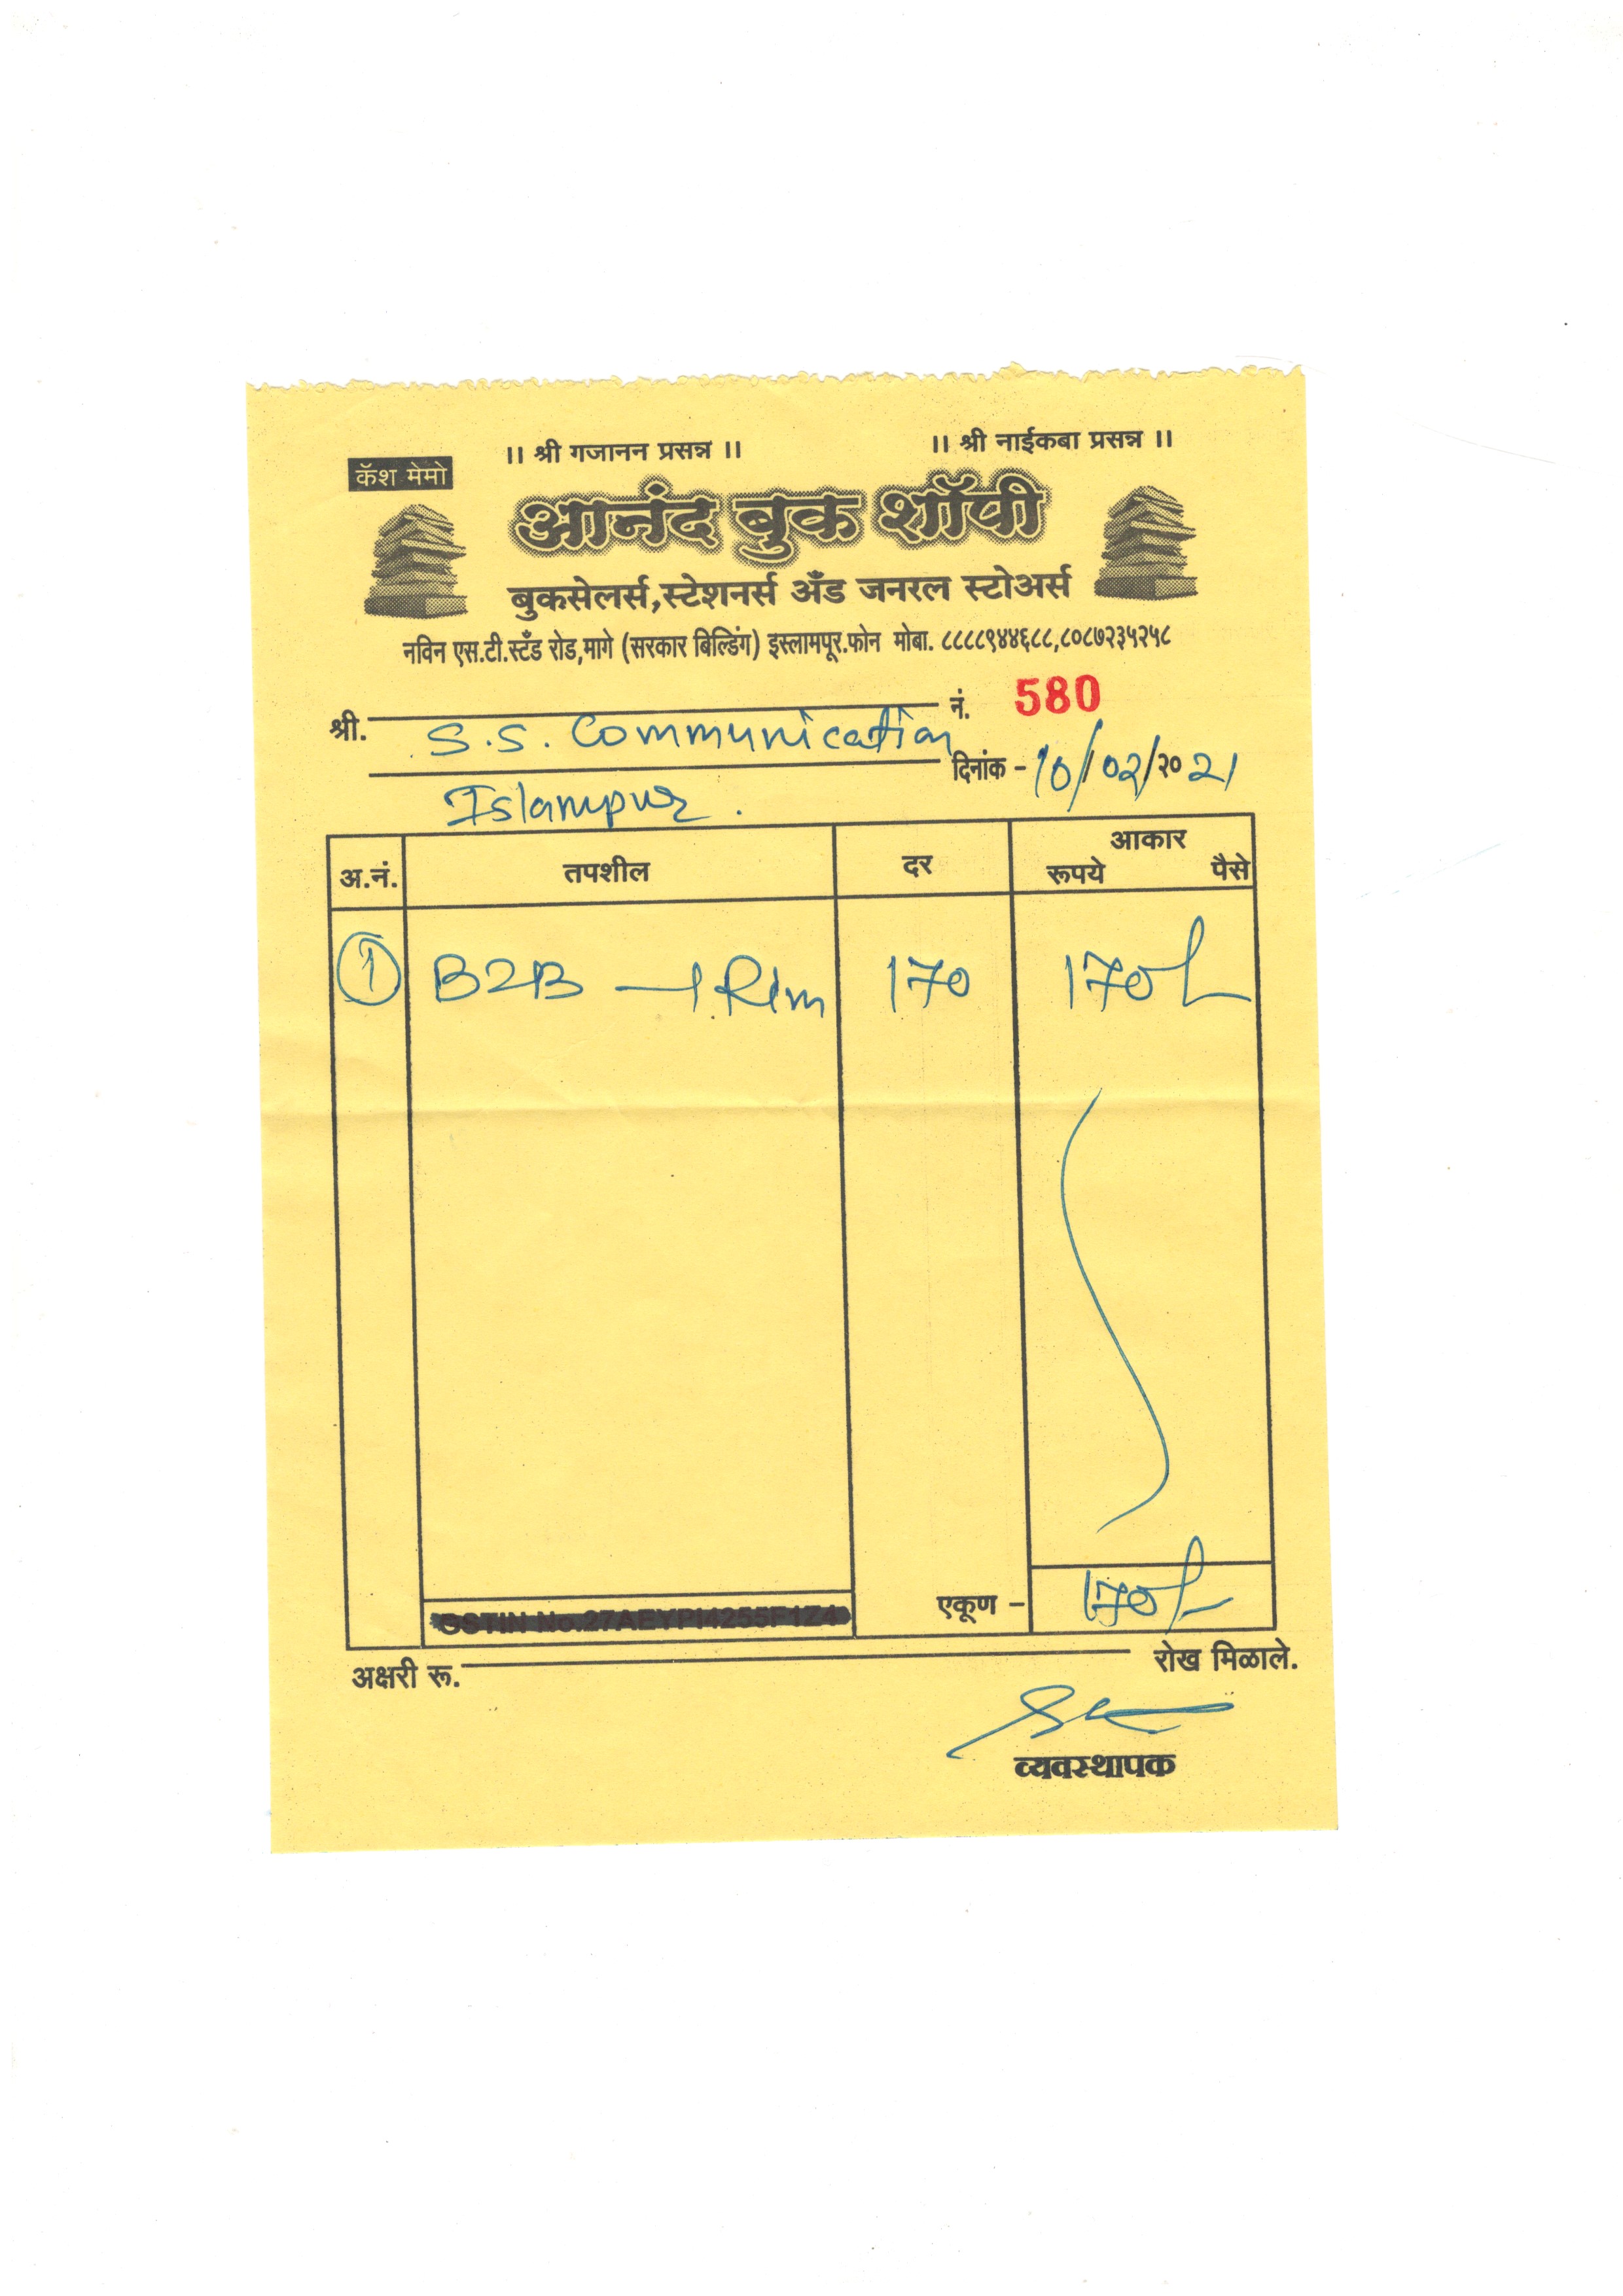 ।। श्री गजानन प्रसन्न ।। ।। श्री नाईकबा प्रसन्न ।।
कॅश मेमो
आनंद बुक शॉपी
बुकसेलर्स,स्टेशनर्स अँड जनरल स्टोअर्स
नविन एस.टी.स्टँड रोड,मागे (सरकार बिल्डिंग) इस्लामपूर.फोन मोबा. ८८८८९४४६८८,८०८७२३५२५८
श्री. S.S. Communication नं. 580
Islampur. दिनांक - 10/02/२० 21
अ.नं. तपशील दर आकार
रूपये पैसे
1 B2B — 1 Rim 170 170/-
GSTIN No.27AEYPI4255F1Z4
एकूण – 170/-
अक्षरी रू. रोख मिळाले.
व्यवस्थापक